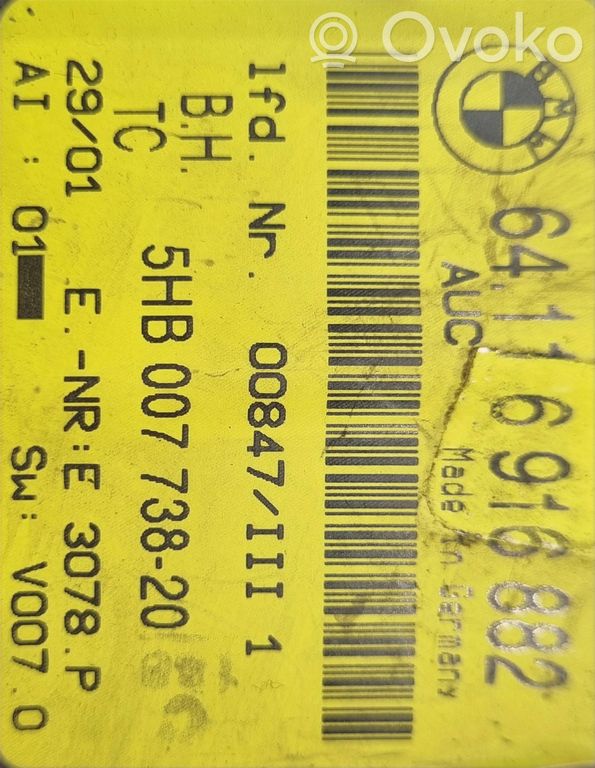 Ovoko
BMW
64.11 6 916 882
AUC Made in Germany
lfd. Nr. 00847/III 1
B.H.
TC 5HB 007 738-20
29/01 E.-NR:E 3078.P
AI : 01 Sw: V007.0